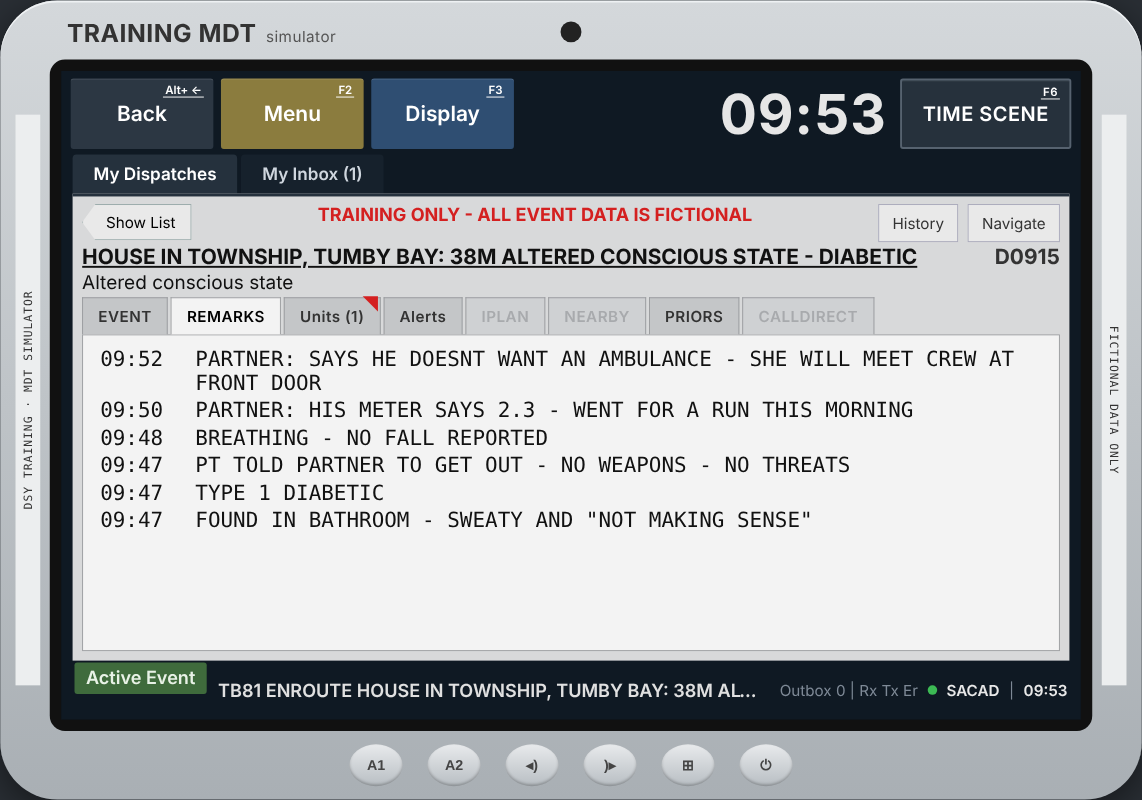 TRAINING MDT simulator
Back Alt+ ←
Menu F2
Display F3
09:53
TIME SCENE F6
My Dispatches
My Inbox (1)
Show List
TRAINING ONLY - ALL EVENT DATA IS FICTIONAL
History
Navigate
HOUSE IN TOWNSHIP, TUMBY BAY: 38M ALTERED CONSCIOUS STATE - DIABETIC
D0915
Altered conscious state
EVENT
REMARKS
Units (1)
Alerts
IPLAN
NEARBY
PRIORS
CALLDIRECT
09:52 PARTNER: SAYS HE DOESNT WANT AN AMBULANCE - SHE WILL MEET CREW AT
FRONT DOOR
09:50 PARTNER: HIS METER SAYS 2.3 - WENT FOR A RUN THIS MORNING
09:48 BREATHING - NO FALL REPORTED
09:47 PT TOLD PARTNER TO GET OUT - NO WEAPONS - NO THREATS
09:47 TYPE 1 DIABETIC
09:47 FOUND IN BATHROOM - SWEATY AND "NOT MAKING SENSE"
Active Event
TB81 ENROUTE HOUSE IN TOWNSHIP, TUMBY BAY: 38M AL...
Outbox 0 | Rx Tx Er
SACAD | 09:53
A1
A2
DSY TRAINING · MDT SIMULATOR
FICTIONAL DATA ONLY